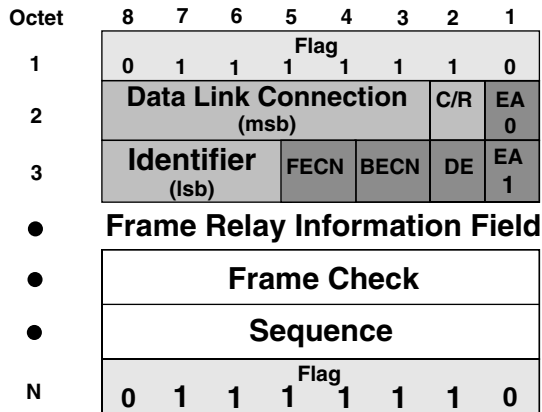 Octet 8 7 6 5 4 3 2 1
Flag
1 0 1 1 1 1 1 1 0
Data Link Connection C/R EA
2 (msb) 0
Identifier FECN BECN DE EA
3 (lsb) 1
● Frame Relay Information Field
● Frame Check
● Sequence
Flag
N 0 1 1 1 1 1 1 0